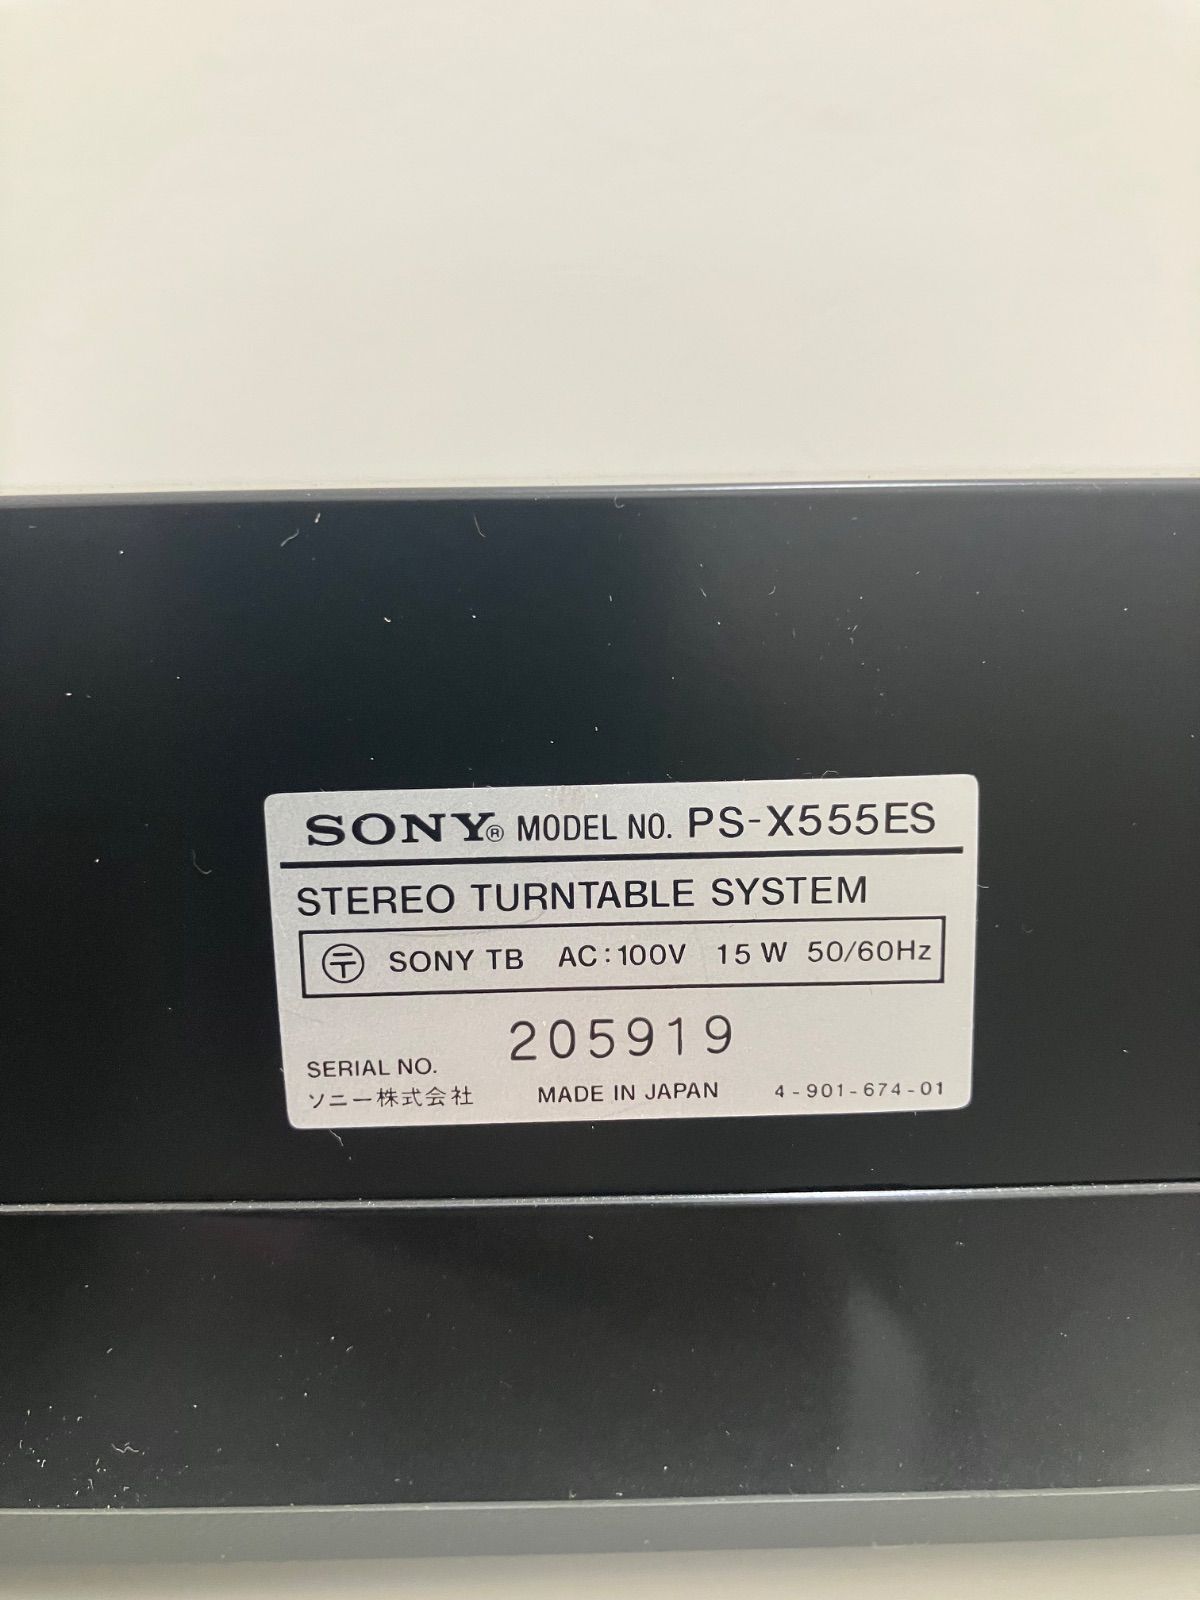 SONY® MODEL NO. PS-X555ES
STEREO TURNTABLE SYSTEM
〶 SONY TB AC:100V 15W 50/60Hz
205919
SERIAL NO.
ソニー株式会社 MADE IN JAPAN 4-901-674-01